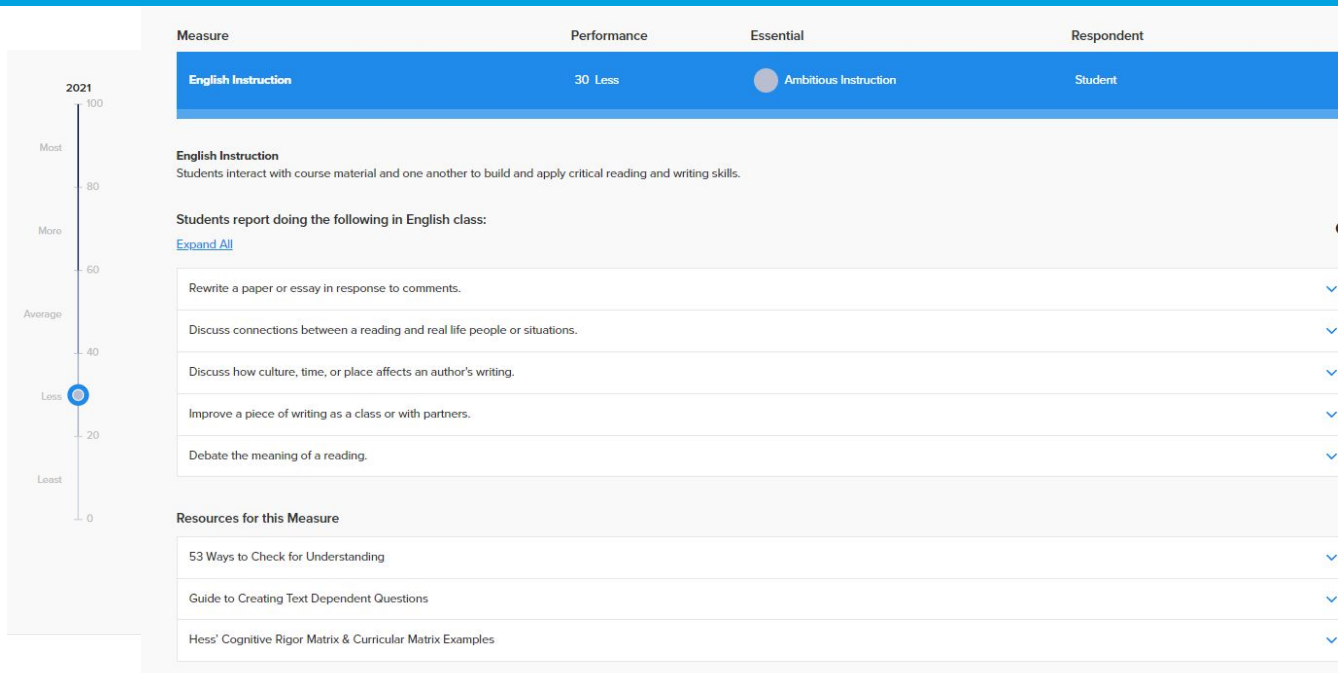 Measure Performance Essential Respondent
English Instruction 30 Less Ambitious Instruction Student
2021
100
Most
80
More
60
Average
40
Less
20
Least
0
English Instruction
Students interact with course material and one another to build and apply critical reading and writing skills.
Students report doing the following in English class:
Expand All
Rewrite a paper or essay in response to comments.
Discuss connections between a reading and real life people or situations.
Discuss how culture, time, or place affects an author's writing.
Improve a piece of writing as a class or with partners.
Debate the meaning of a reading.
Resources for this Measure
53 Ways to Check for Understanding
Guide to Creating Text Dependent Questions
Hess' Cognitive Rigor Matrix & Curricular Matrix Examples